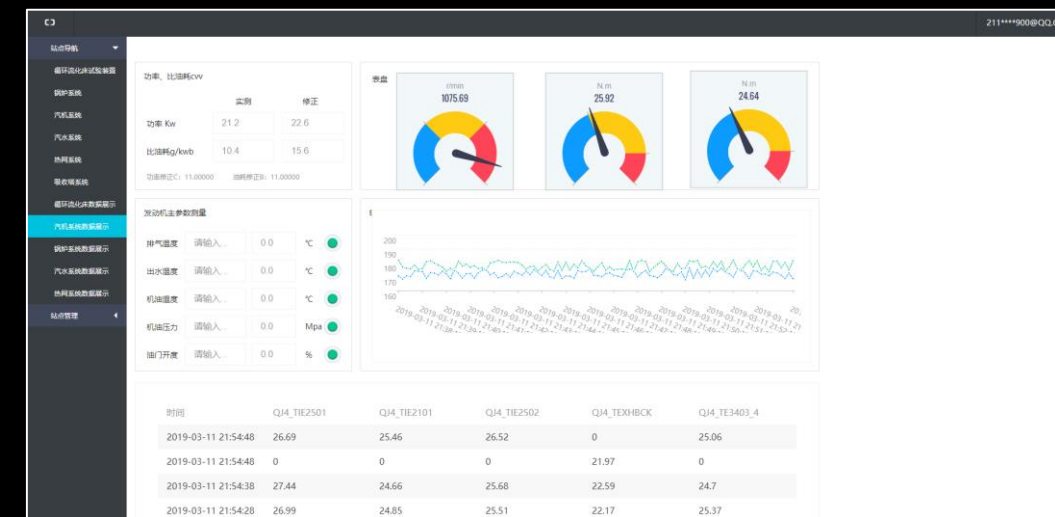 211****900@QQ.c
站点导航
循环流化床试验装置
锅炉系统
汽机系统
汽水系统
热网系统
吸收塔系统
循环流化床数据展示
汽机系统数据展示
锅炉系统数据展示
汽水系统数据展示
热网系统数据展示
站点管理
功率、比油耗cvv
实测 修正
功率 Kw 21.2 22.6
比油耗g/kwb 10.4 15.6
功率修正C: 11.00000 油耗修正B: 11.00000
表盘
r/min
1075.69
N.m
25.92
N.m
24.64
发动机主参数测量
排气温度 请输入... 0.0 ℃
出水温度 请输入... 0.0 ℃
机油温度 请输入... 0.0 ℃
机油压力 请输入... 0.0 Mpa
油门开度 请输入... 0.0 %
200
190
180
170
160
时间 QJ4_TIE2501 QJ4_TIE2101 QJ4_TIE2502 QJ4_TEXHBCK QJ4_TE3403_4
2019-03-11 21:54:48 26.69 25.46 26.52 0 25.06
2019-03-11 21:54:48 0 0 0 21.97 0
2019-03-11 21:54:38 27.44 24.66 25.68 22.59 24.7
2019-03-11 21:54:28 26.99 24.85 25.51 22.17 25.37